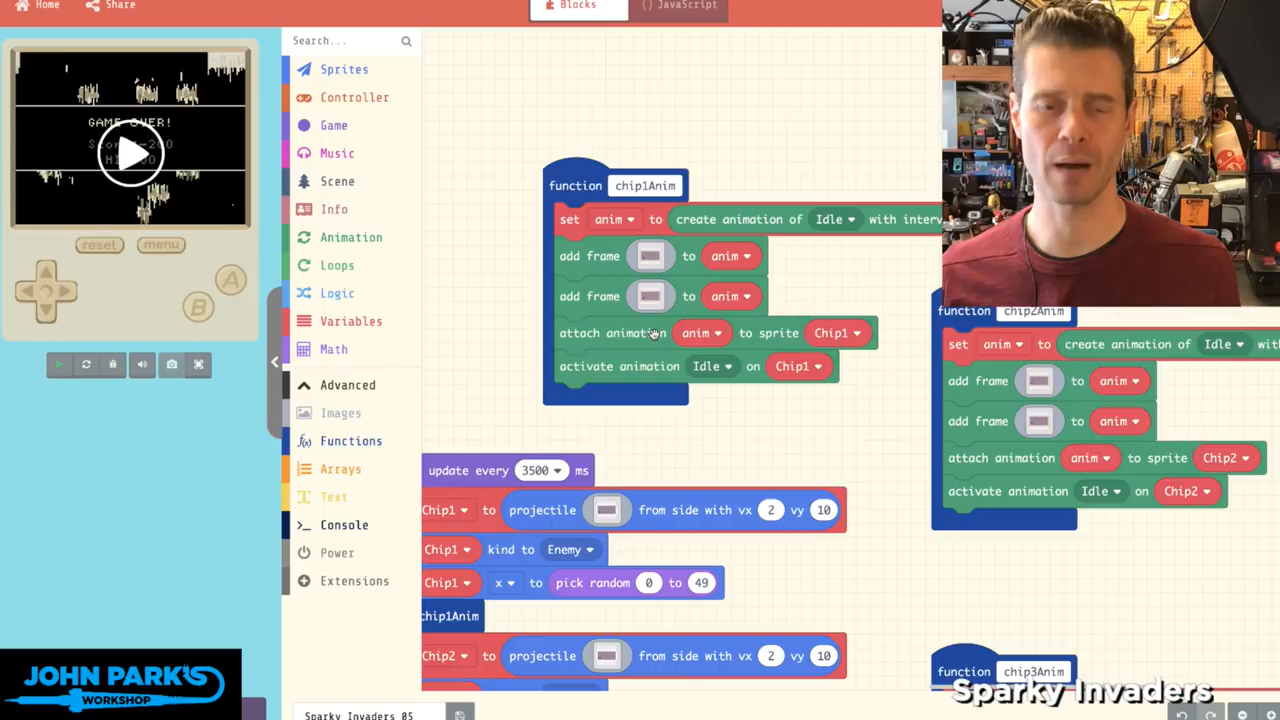 Home
Share
Blocks
{} JavaScript
Search...
Sprites
Controller
Game
Music
Scene
Info
Animation
Loops
Logic
Variables
Math
Advanced
Images
Functions
Arrays
Text
Console
Power
Extensions
GAME OVER!
reset
menu
A
B
function chip1Anim
set anim to create animation of Idle with interv
add frame to anim
add frame to anim
attach animation anim to sprite Chip1
activate animation Idle on Chip1
update every 3500 ms
Chip1 to projectile from side with vx 2 vy 10
Chip1 kind to Enemy
Chip1 x to pick random 0 to 49
chip1Anim
Chip2 to projectile from side with vx 2 vy 10
function chip2Anim
set anim to create animation of Idle wit
add frame to anim
add frame to anim
attach animation anim to sprite Chip2
activate animation Idle on Chip2
function chip3Anim
Sparky Invaders
JOHN PARK'S
WORKSHOP
Sparky Invaders 05